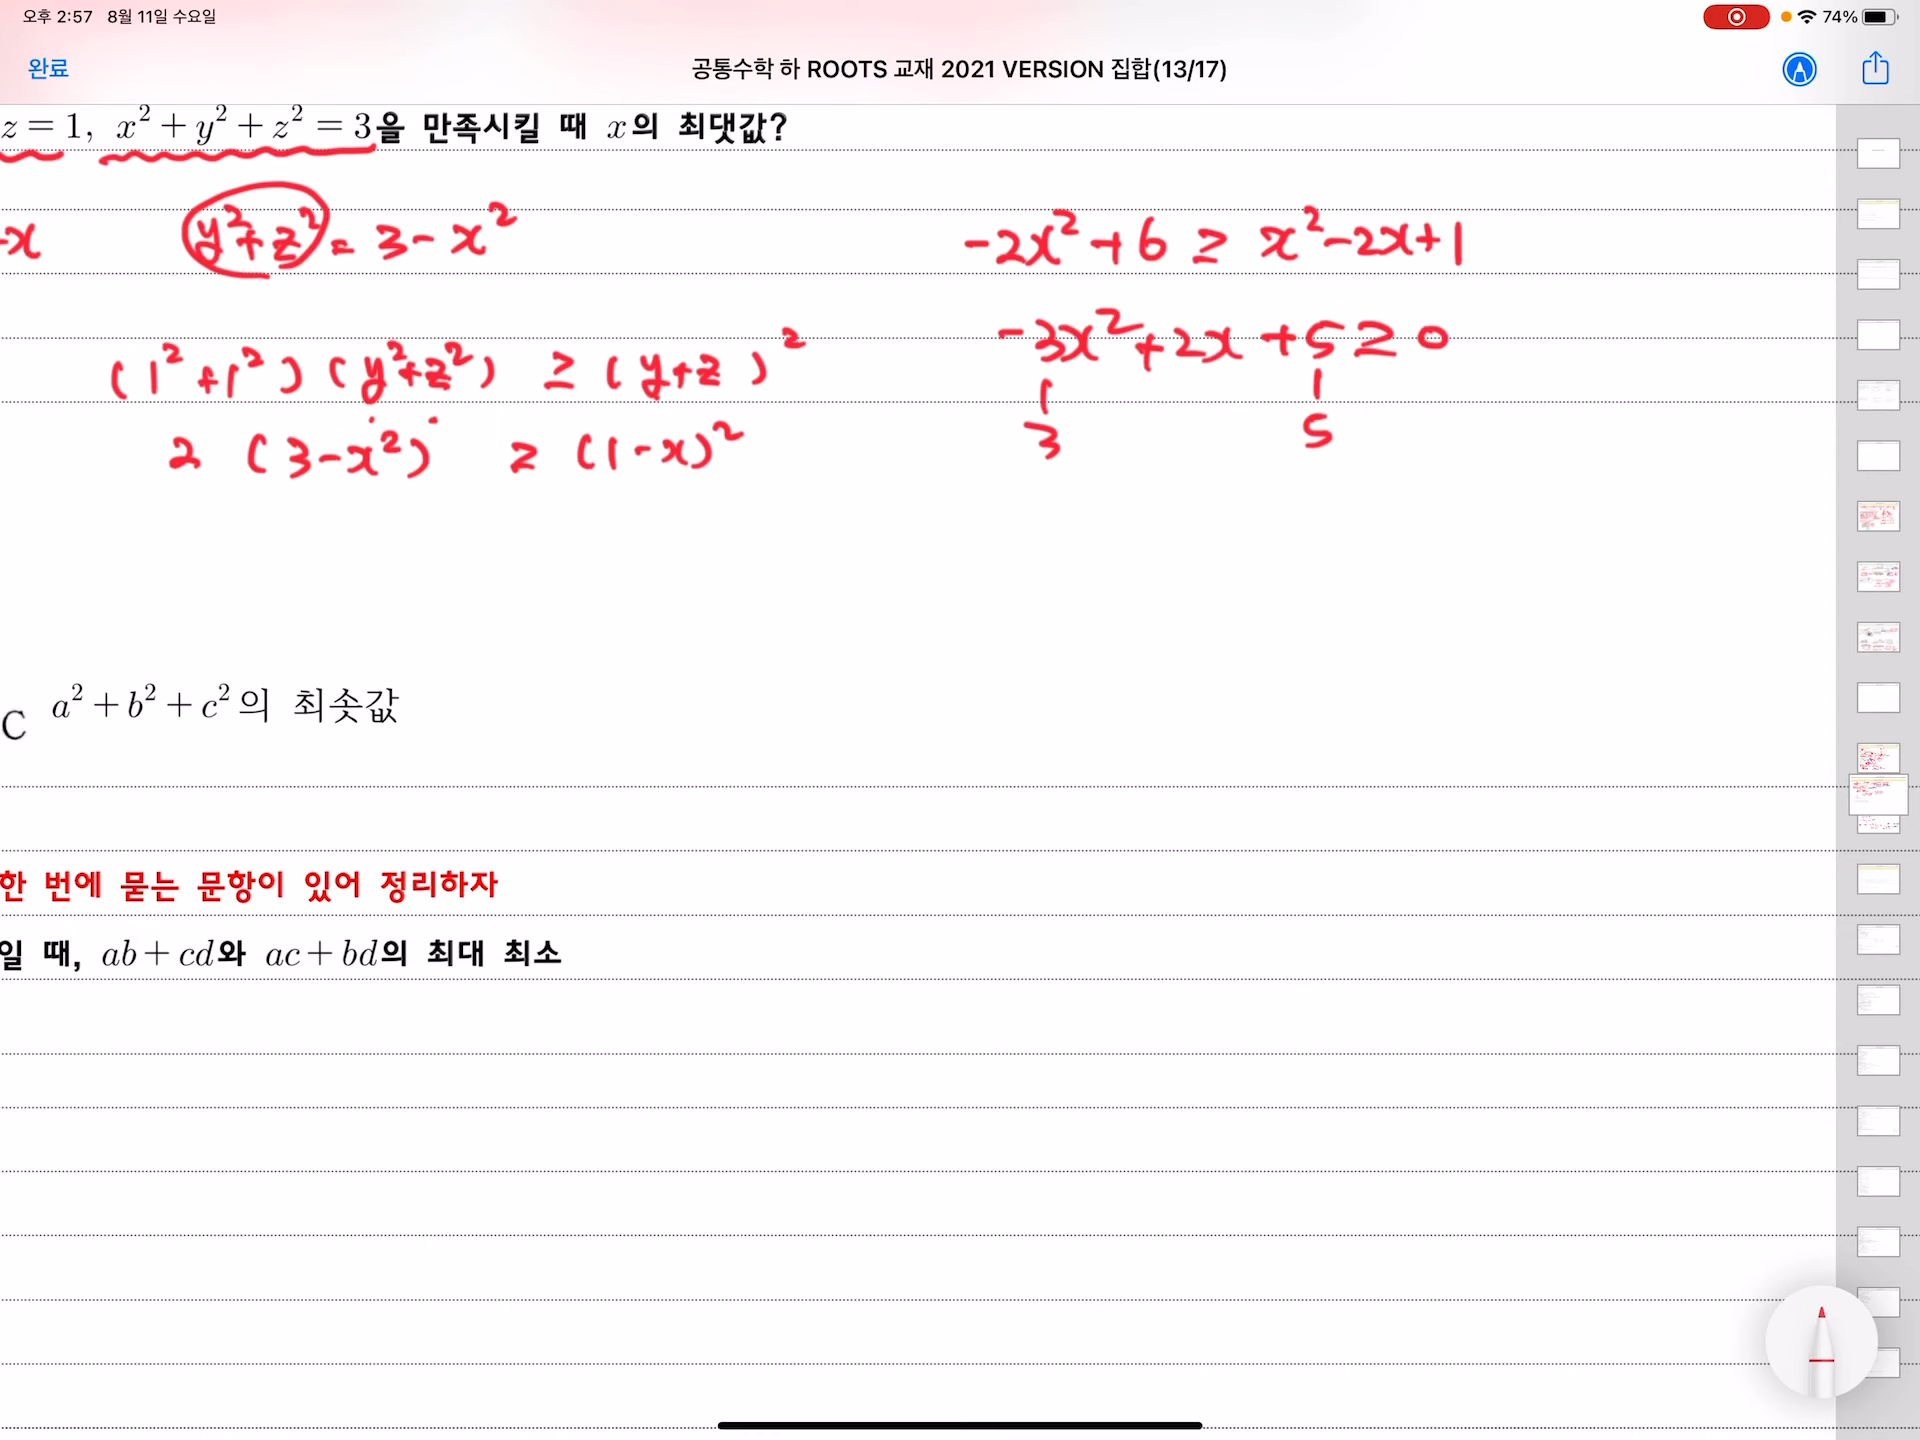 오후 2:57 8월 11일 수요일
74%
완료
공통수학 하 ROOTS 교재 2021 VERSION 집합(13/17)
z = 1, x² + y² + z² = 3을 만족시킬 때 x의 최댓값?
-x
y²+z² = 3-x²
(1²+1²)(y²+z²) ≥ (y+z)²
2 (3-x²) ≥ (1-x)²
-2x²+6 ≥ x²-2x+1
-3x²+2x+5 ≥ 0
1 1
3 5
C a² + b² + c²의 최솟값
한 번에 묻는 문항이 있어 정리하자
일 때, ab + cd와 ac + bd의 최대 최소